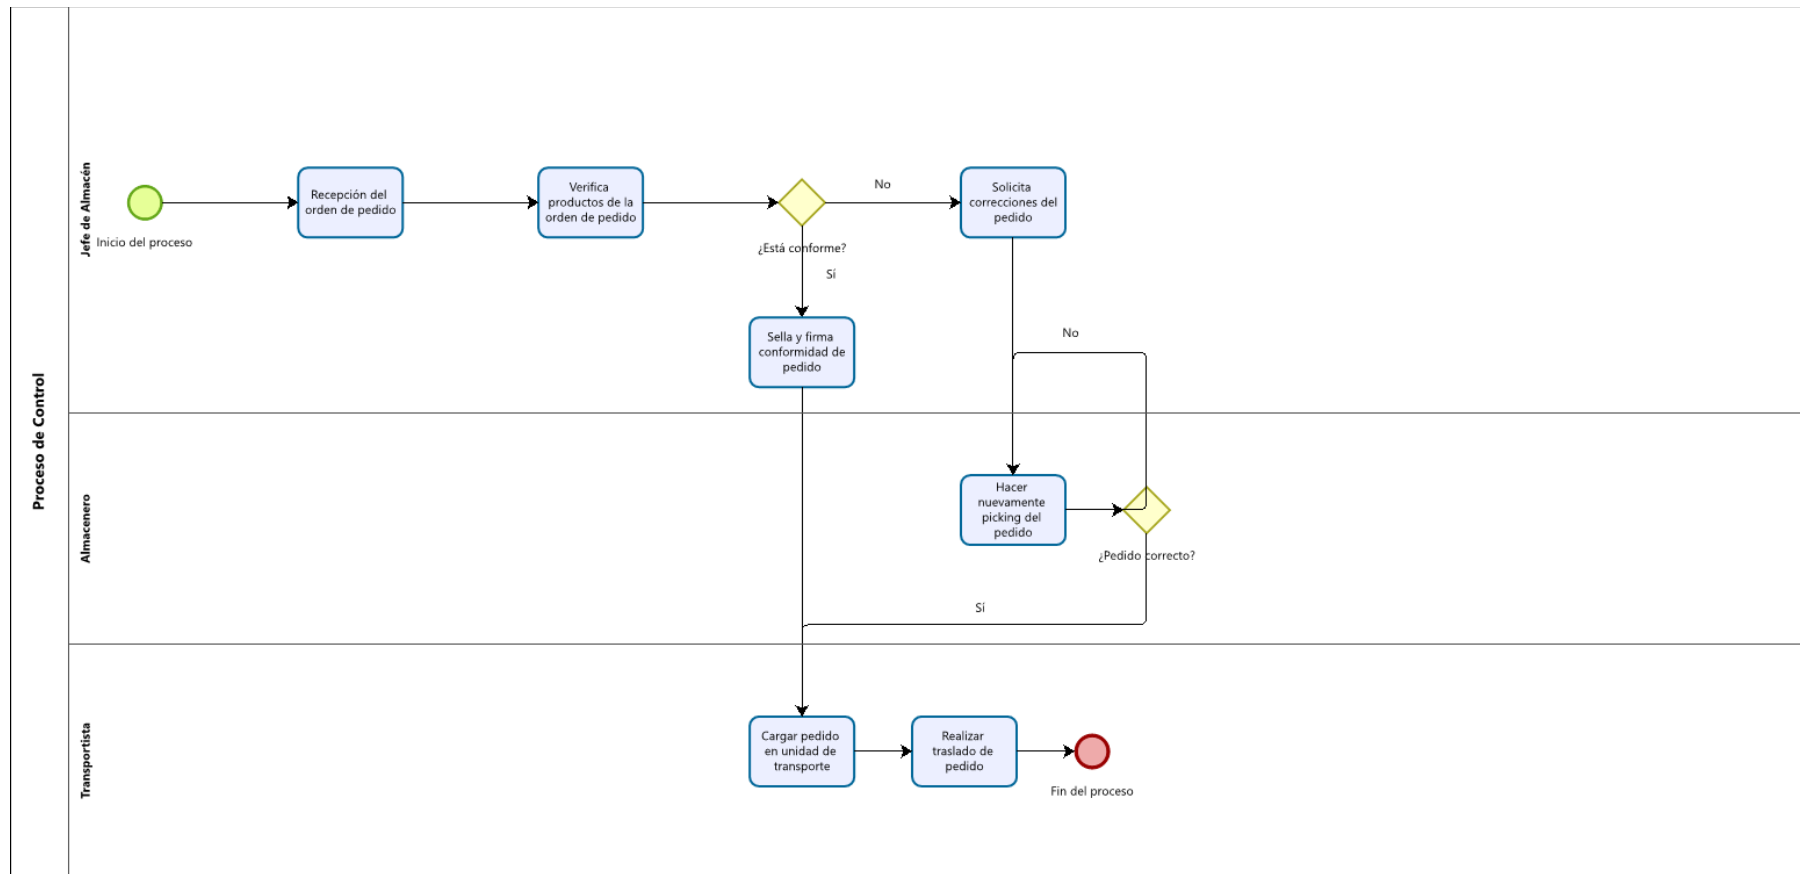 Proceso de Control
Jefe de Almacén
Inicio del proceso
Recepción del
orden de pedido
Verifica
productos de la
orden de pedido
¿Está conforme?
No
Sí
Solicita
correcciones del
pedido
Sella y firma
conformidad de
pedido
No
Almacenero
Hacer
nuevamente
picking del
pedido
¿Pedido correcto?
Sí
Transportista
Cargar pedido
en unidad de
transporte
Realizar
traslado de
pedido
Fin del proceso